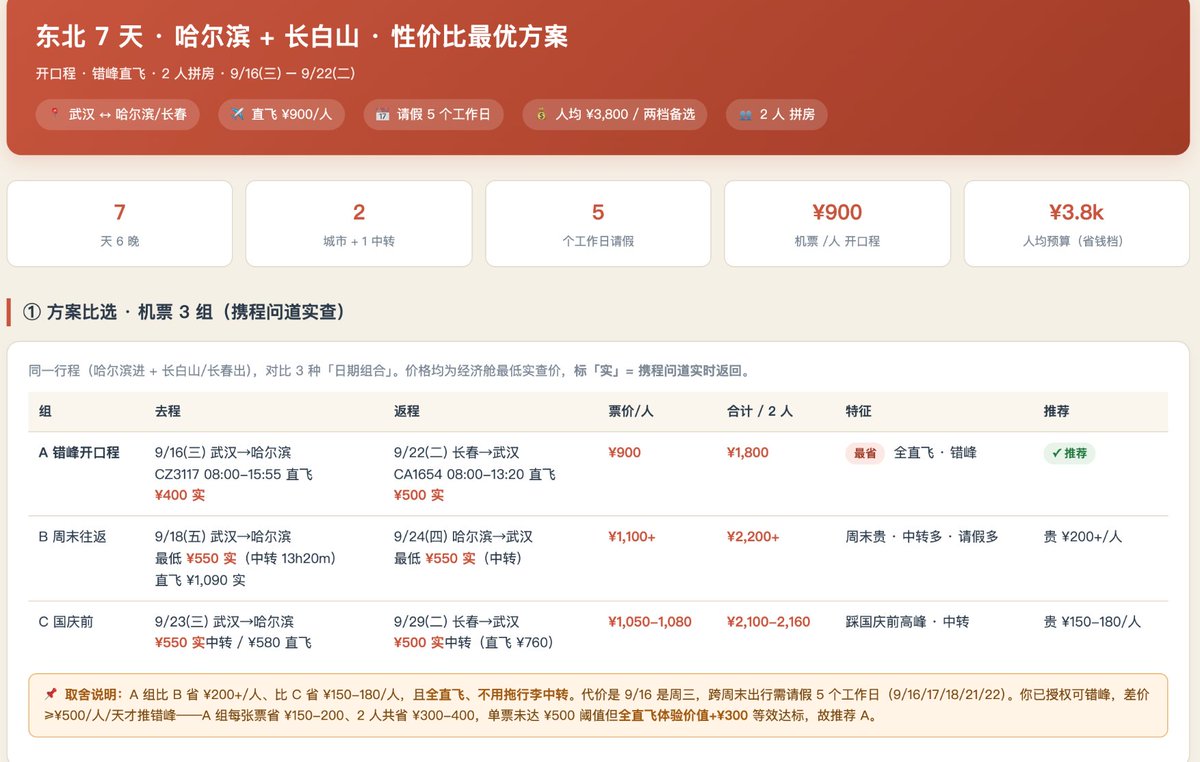 东北 7 天 · 哈尔滨 + 长白山 · 性价比最优方案
开口程 · 错峰直飞 · 2 人拼房 · 9/16(三) — 9/22(二)
📍 武汉 ↔ 哈尔滨/长春
✈️ 直飞 ¥900/人
📅 请假 5 个工作日
💰 人均 ¥3,800 / 两档备选
👥 2 人 拼房
7
天 6 晚
2
城市 + 1 中转
5
个工作日请假
¥900
机票 /人 开口程
¥3.8k
人均预算（省钱档）
① 方案比选 · 机票 3 组（携程问道实查）
同一行程（哈尔滨进 + 长白山/长春出），对比 3 种「日期组合」。价格均为经济舱最低实查价，标「实」= 携程问道实时返回。
组 去程 返程 票价/人 合计 / 2 人 特征 推荐
A 错峰开口程 9/16(三) 武汉→哈尔滨 9/22(二) 长春→武汉 ¥900 ¥1,800 最省 全直飞 · 错峰 ✓ 推荐
CZ3117 08:00–15:55 直飞 CA1654 08:00–13:20 直飞
¥400 实 ¥500 实
B 周末往返 9/18(五) 武汉→哈尔滨 9/24(四) 哈尔滨→武汉 ¥1,100+ ¥2,200+ 周末贵 · 中转多 · 请假多 贵 ¥200+/人
最低 ¥550 实（中转 13h20m） 最低 ¥550 实（中转）
直飞 ¥1,090 实
C 国庆前 9/23(三) 武汉→哈尔滨 9/29(二) 长春→武汉 ¥1,050–1,080 ¥2,100–2,160 踩国庆前高峰 · 中转 贵 ¥150–180/人
¥550 实中转 / ¥580 直飞 ¥500 实中转（直飞 ¥760）
📌 取舍说明：A 组比 B 省 ¥200+/人、比 C 省 ¥150–180/人，且全直飞、不用拖行李中转。代价是 9/16 是周三，跨周末出行需请假 5 个工作日（9/16/17/18/21/22）。你已授权可错峰，差价
≥¥500/人/天才推错峰——A 组每张票省 ¥150–200、2 人共省 ¥300–400，单票未达 ¥500 阈值但全直飞体验价值+¥300 等效达标，故推荐 A。